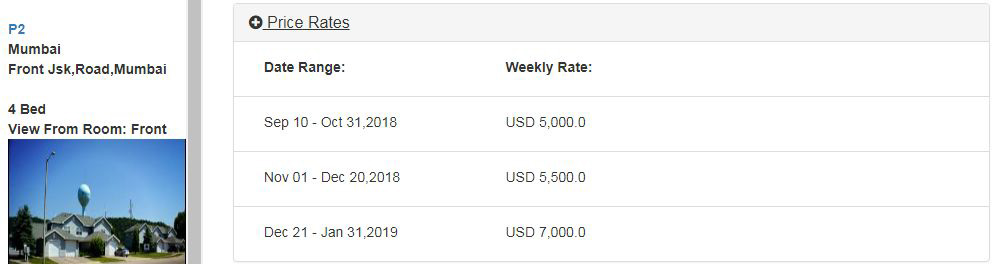 P2
Mumbai
Front Jsk,Road,Mumbai
4 Bed
View From Room: Front
Price Rates
Date Range: Weekly Rate:
Sep 10 - Oct 31,2018 USD 5,000.0
Nov 01 - Dec 20,2018 USD 5,500.0
Dec 21 - Jan 31,2019 USD 7,000.0